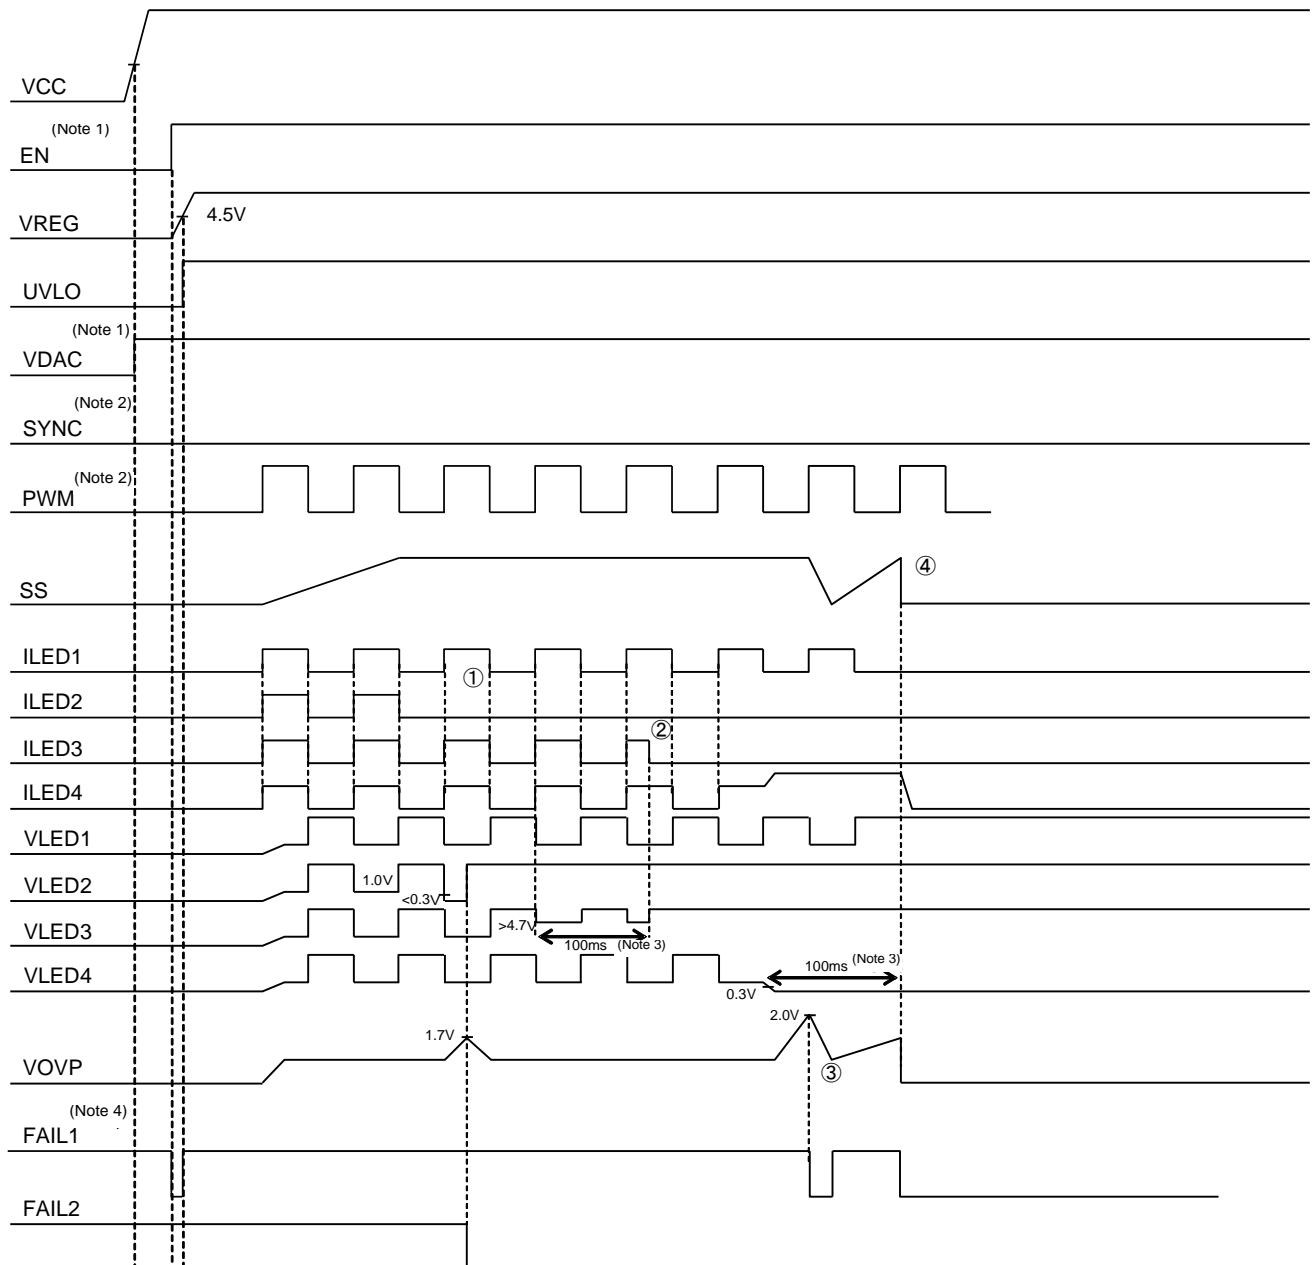 VCC
(Note 1)
EN
VREG
4.5V
UVLO
(Note 1)
VDAC
(Note 2)
SYNC
(Note 2)
PWM
④
SS
ILED1
①
ILED2
②
ILED3
ILED4
VLED1
VLED2
1.0V
<0.3V
VLED3
>4.7V
100ms (Note 3)
VLED4
100ms (Note 3)
0.3V
2.0V
1.7V
VOVP
③
(Note 4)
FAIL1
FAIL2